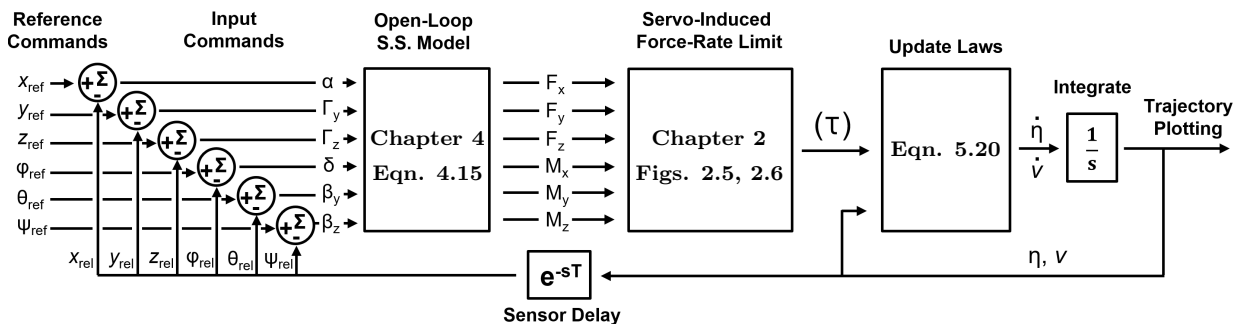 Reference
Commands
Input
Commands
Open-Loop
S.S. Model
Servo-Induced
Force-Rate Limit
Update Laws
Integrate
Trajectory
Plotting
x_ref
y_ref
z_ref
φ_ref
θ_ref
ψ_ref
+ Σ -
+ Σ -
+ Σ -
+ Σ -
+ Σ -
+ Σ -
α
Γ_y
Γ_z
δ
β_y
β_z
Chapter 4
Eqn. 4.15
F_x
F_y
F_z
M_x
M_y
M_z
Chapter 2
Figs. 2.5, 2.6
(τ)
Eqn. 5.20
η̇
v̇
1
s
x_rel
y_rel
z_rel
φ_rel
θ_rel
ψ_rel
e^-sT
Sensor Delay
η, v